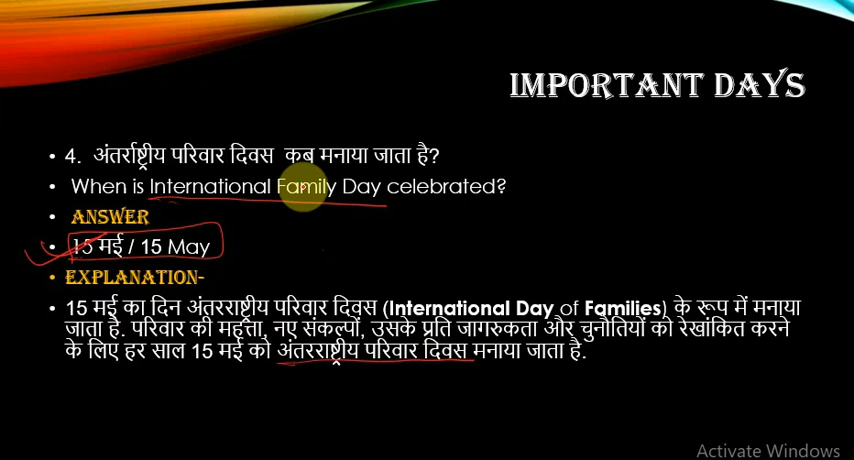 IMPORTANT DAYS
• 4. अंतर्राष्ट्रीय परिवार दिवस कब मनाया जाता है?
• When is International Family Day celebrated?
• ANSWER
• 15 मई / 15 May
• EXPLANATION-
• 15 मई का दिन अंतरराष्ट्रीय परिवार दिवस (International Day of Families) के रूप में मनाया
जाता है. परिवार की महत्ता, नए संकल्पों, उसके प्रति जागरुकता और चुनौतियों को रेखांकित करने
के लिए हर साल 15 मई को अंतरराष्ट्रीय परिवार दिवस मनाया जाता है.
Activate Windows